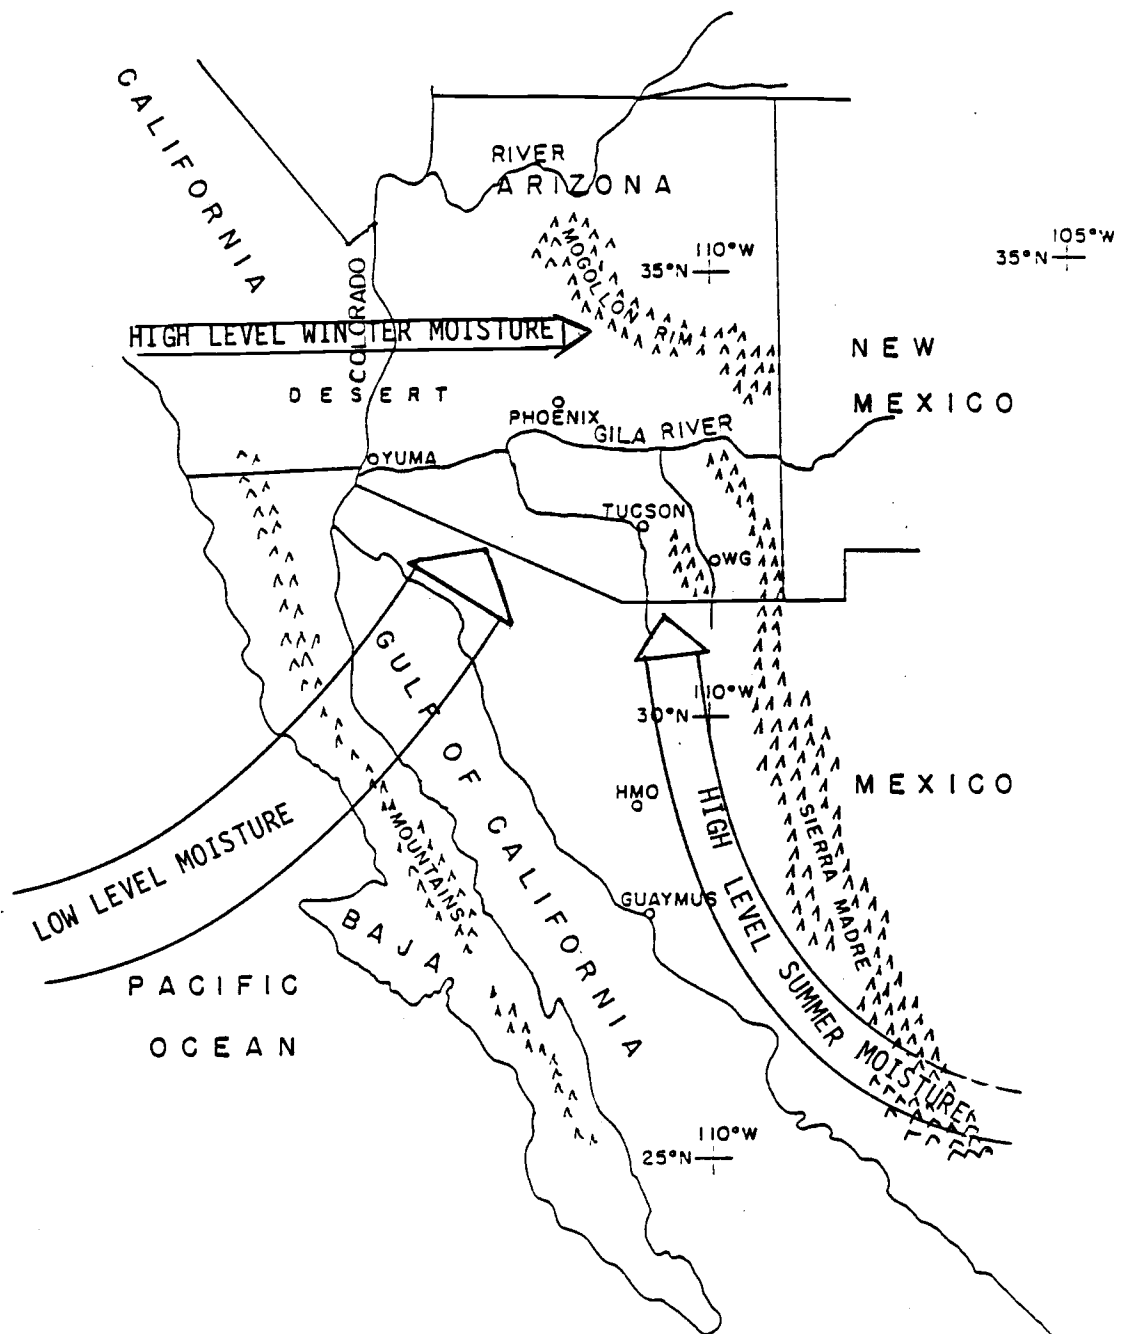 CALIFORNIA
RIVER
ARIZONA
MOGOLLON RIM
110°W
35°N
105°W
35°N
COLORADO
HIGH LEVEL WINTER MOISTURE
DESERT
NEW
MEXICO
PHOENIX
GILA RIVER
YUMA
TUCSON
WG
GULF OF CALIFORNIA
110°W
30°N
HMO
MEXICO
HIGH LEVEL SUMMER MOISTURE
SIERRA MADRE
LOW LEVEL MOISTURE
MOUNTAINS
GUAYMUS
BAJA
PACIFIC
OCEAN
110°W
25°N